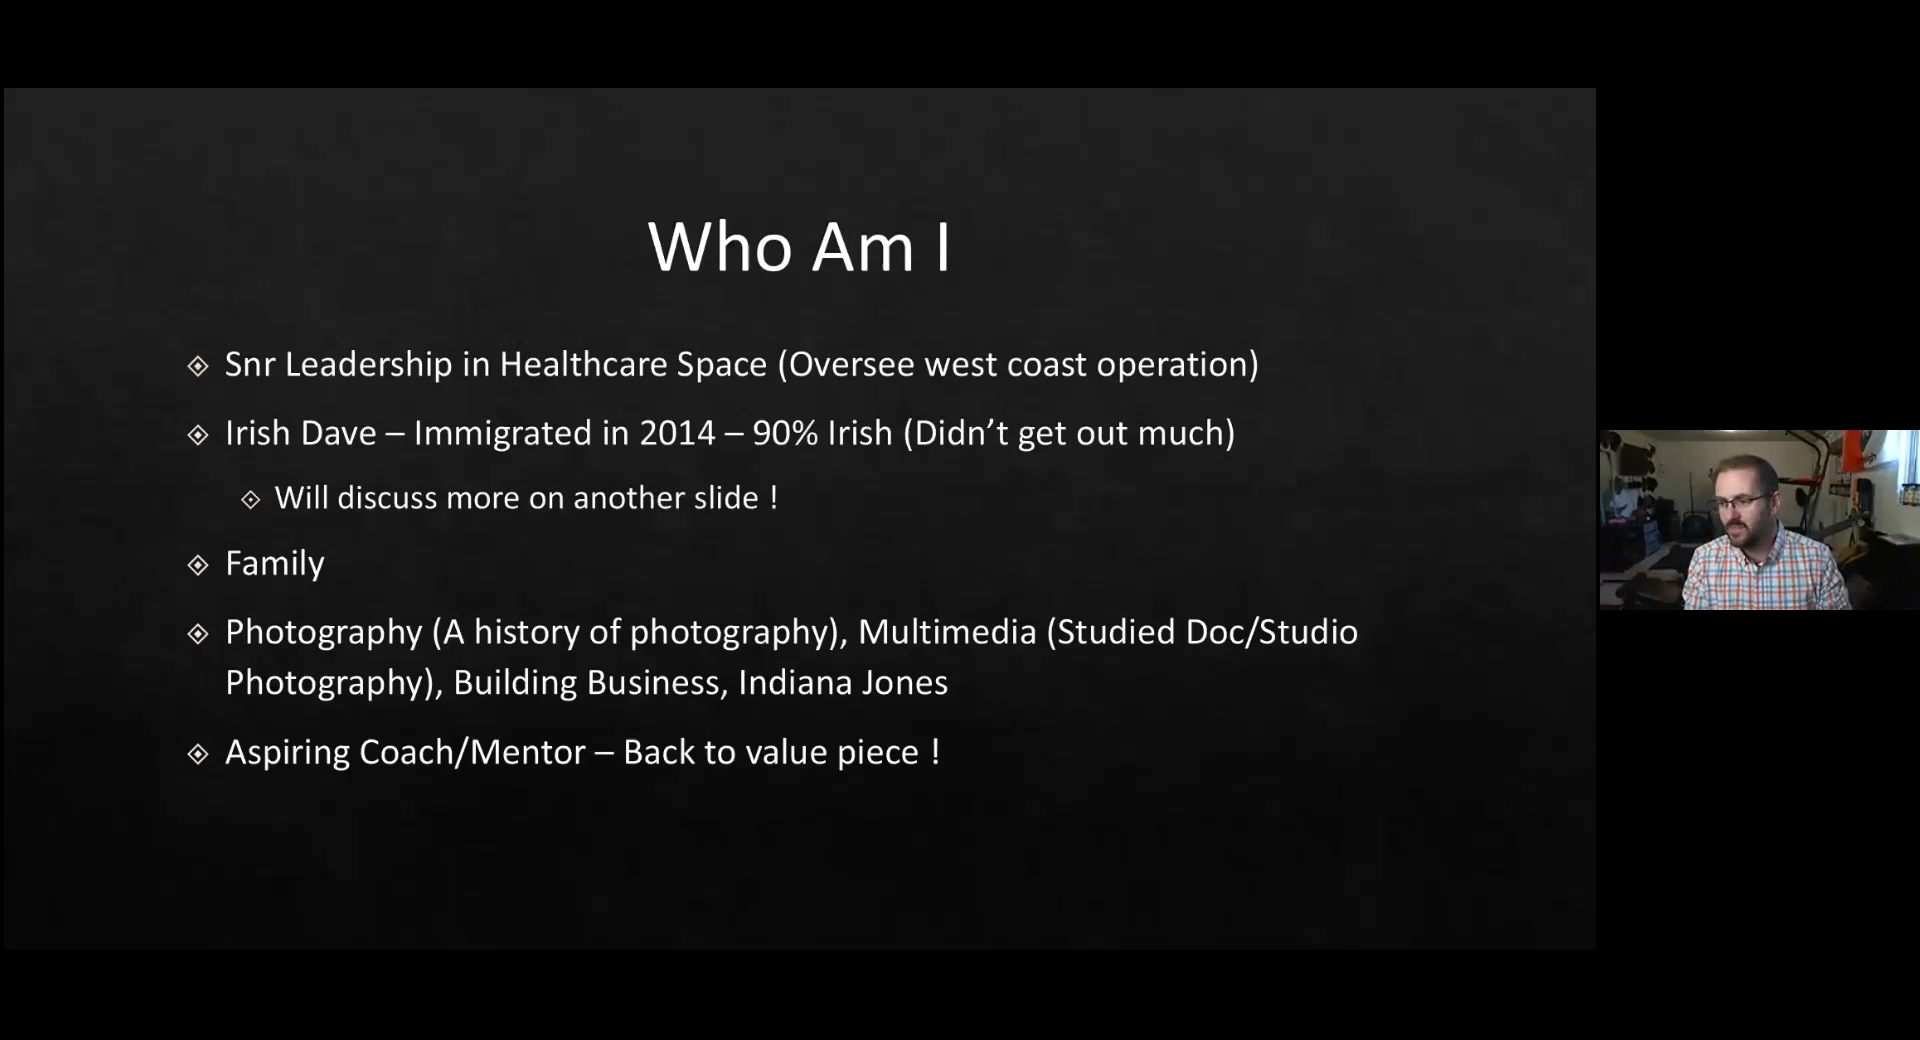 Who Am I
Snr Leadership in Healthcare Space (Oversee west coast operation)
Irish Dave – Immigrated in 2014 – 90% Irish (Didn’t get out much)
Will discuss more on another slide !
Family
Photography (A history of photography), Multimedia (Studied Doc/Studio
Photography), Building Business, Indiana Jones
Aspiring Coach/Mentor – Back to value piece !